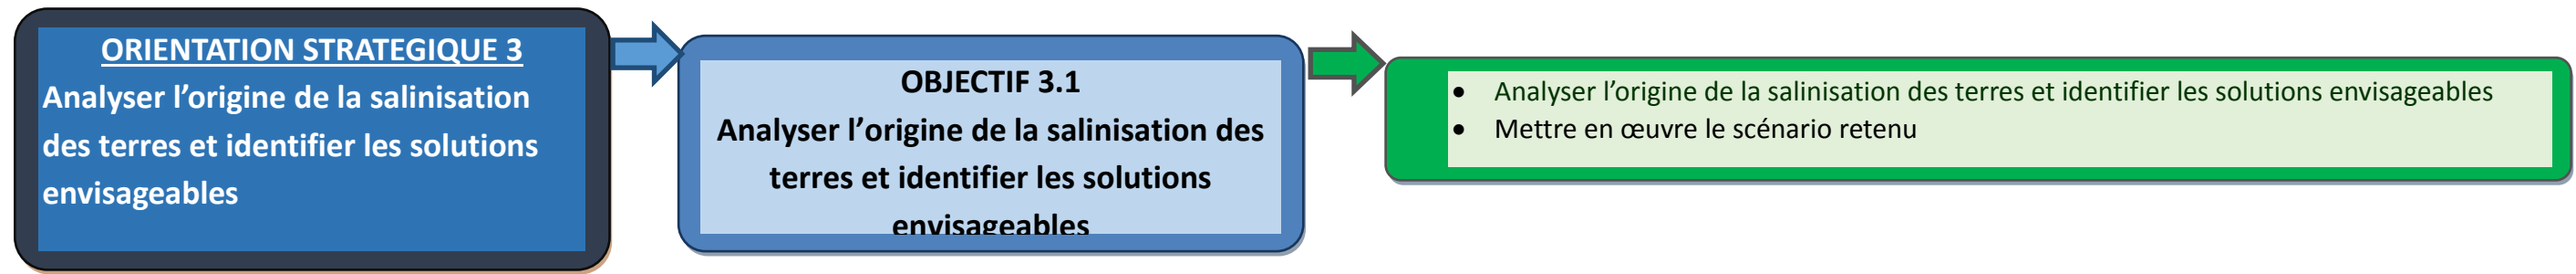 ORIENTATION STRATEGIQUE 3
Analyser l’origine de la salinisation
des terres et identifier les solutions
envisageables
OBJECTIF 3.1
Analyser l’origine de la salinisation des
terres et identifier les solutions
envisageables
• Analyser l’origine de la salinisation des terres et identifier les solutions envisageables
• Mettre en œuvre le scénario retenu